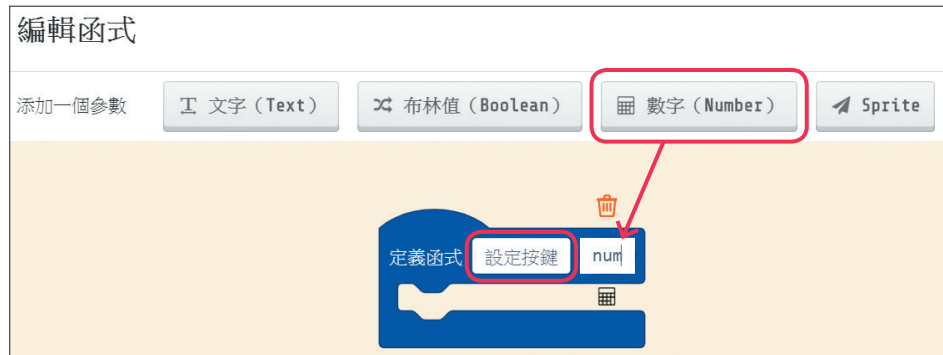 編輯函式
添加一個參數 文字（Text） 布林值（Boolean） 數字（Number） Sprite
定義函式 設定按鍵 num